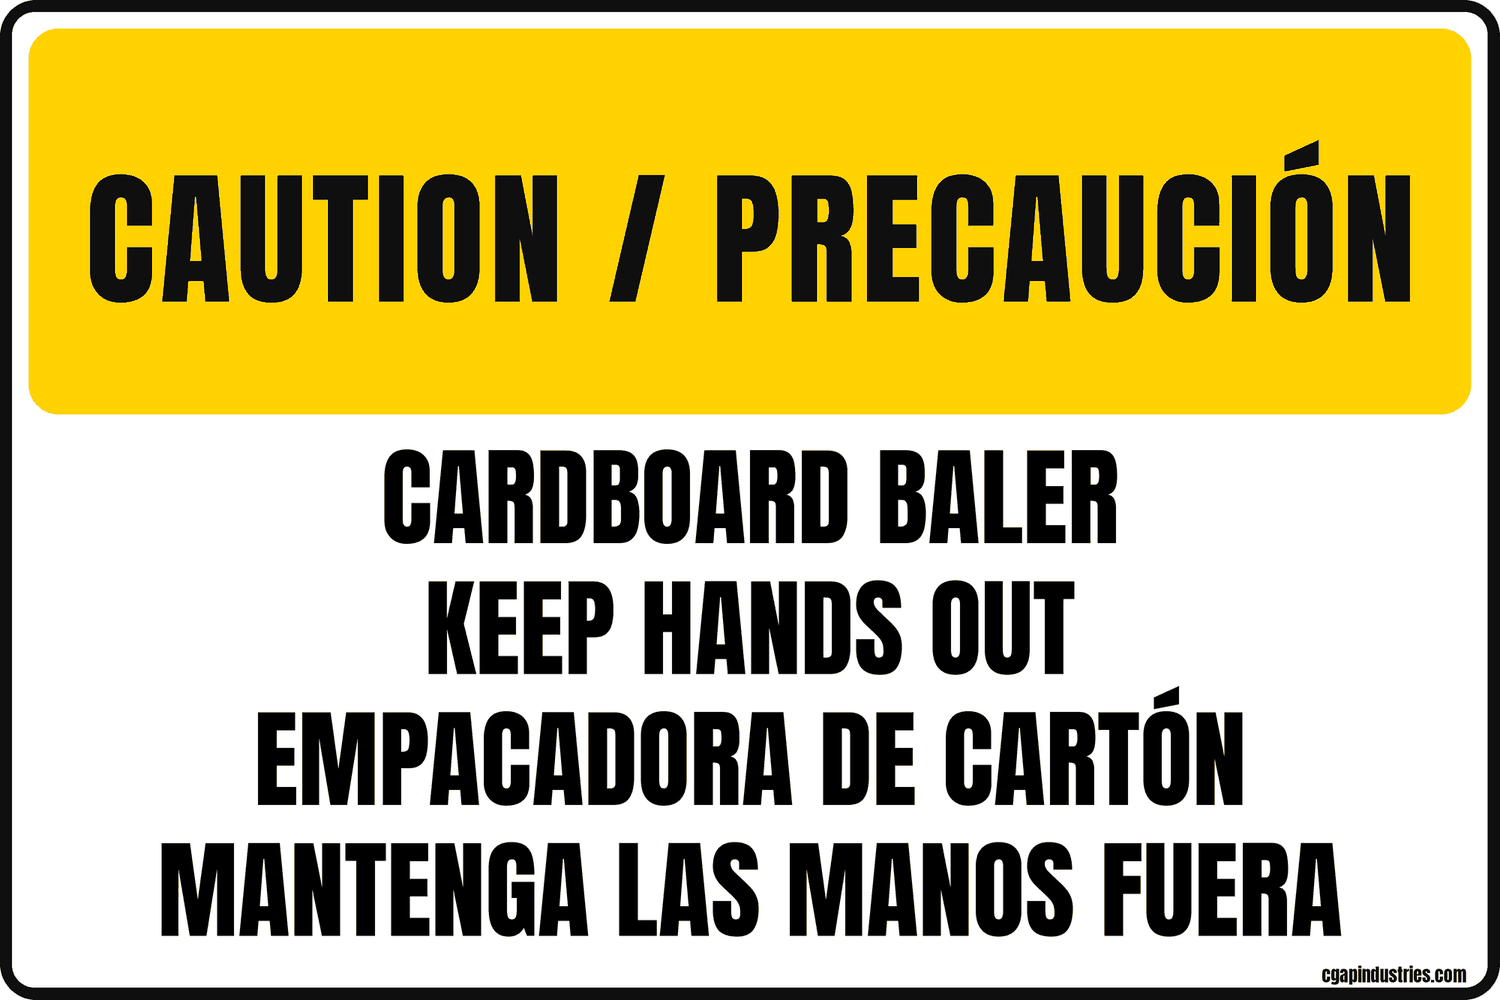 CAUTION / PRECAUCIÓN
CARDBOARD BALER
KEEP HANDS OUT
EMPACADORA DE CARTÓN
MANTENGA LAS MANOS FUERA
cgapindustries.com